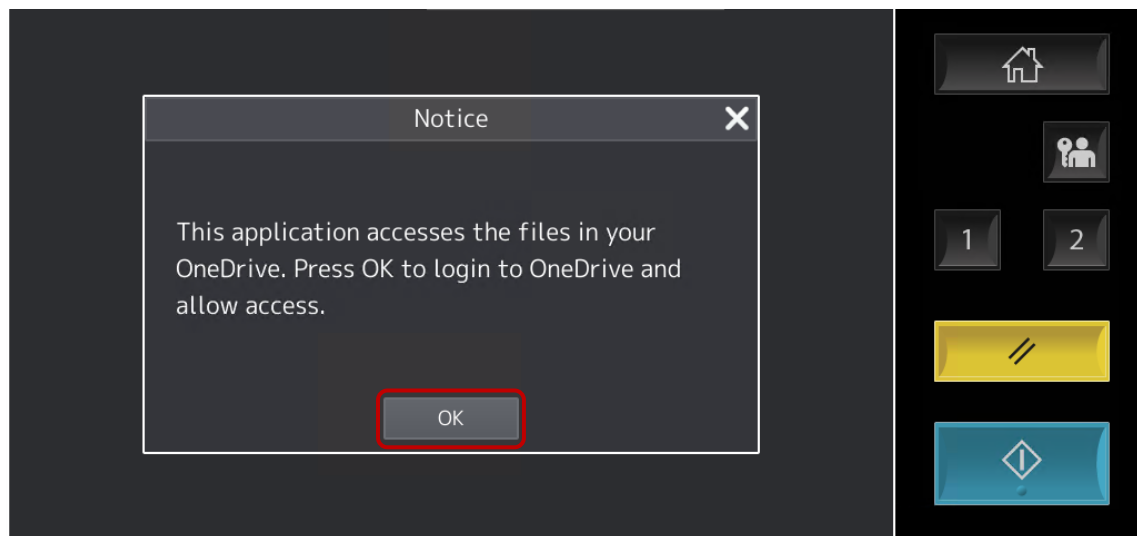 Notice
This application accesses the files in your
OneDrive. Press OK to login to OneDrive and
allow access.
OK
1
2